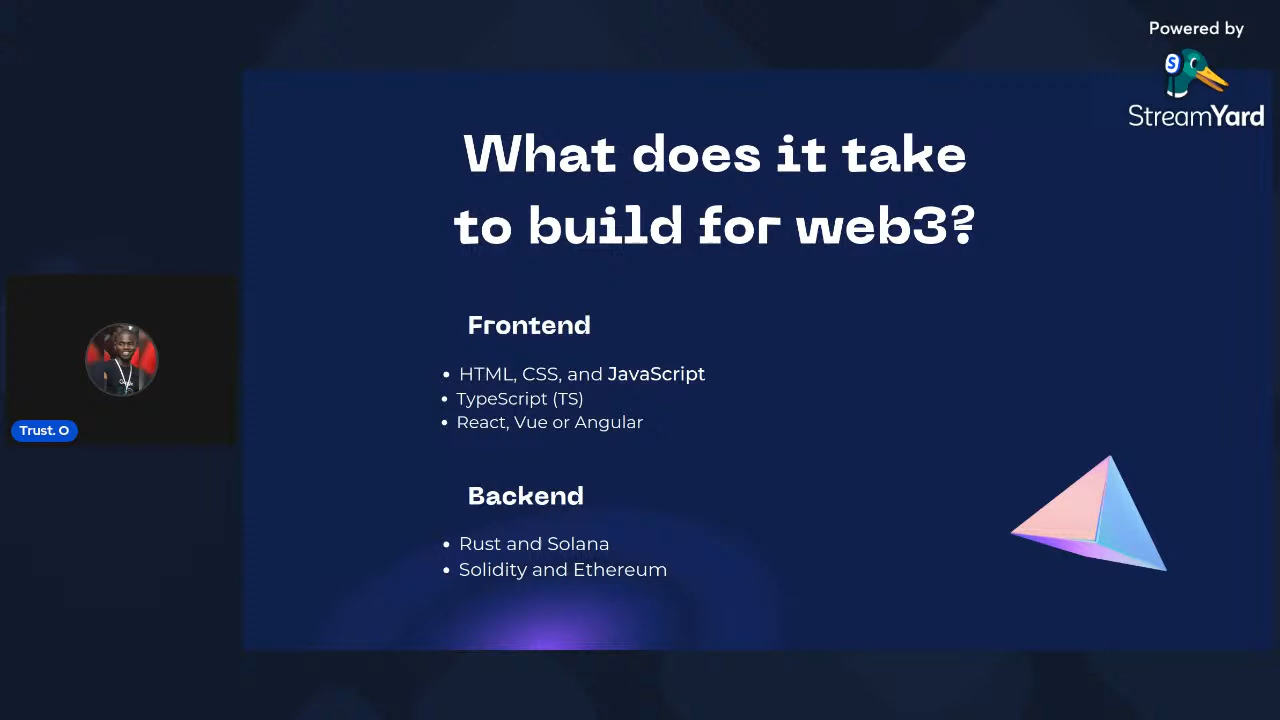 Powered by
StreamYard
What does it take
to build for web3?
Frontend
• HTML, CSS, and JavaScript
• TypeScript (TS)
• React, Vue or Angular
Backend
• Rust and Solana
• Solidity and Ethereum
Trust. O